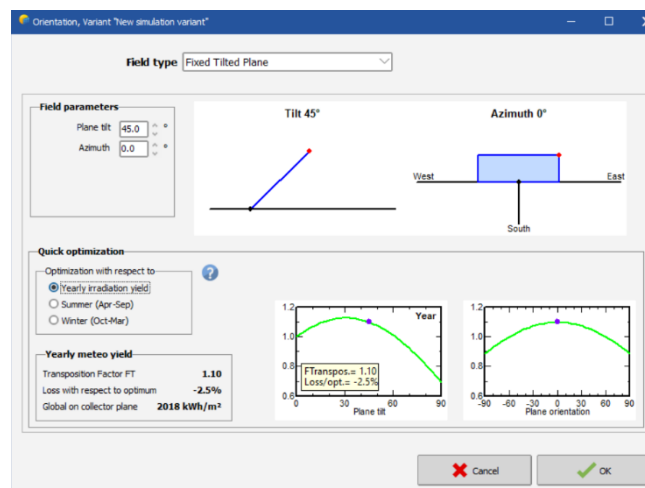 Orientation, Variant "New simulation variant"
Field type Fixed Tilted Plane
Field parameters
Plane tilt 45.0 °
Azimuth 0.0 °
Tilt 45°
Azimuth 0°
West
East
South
Quick optimization
Optimization with respect to
Yearly irradiation yield
Summer (Apr-Sep)
Winter (Oct-Mar)
?
Yearly meteo yield
Transposition Factor FT 1.10
Loss with respect to optimum -2.5%
Global on collector plane 2018 kWh/m²
1.2
1.0
0.8
0.6
Year
FTranspos.= 1.10
Loss/opt.= -2.5%
0 30 60 90
Plane tilt
1.2
1.0
0.8
0.6
-90 -60 -30 0 30 60 90
Plane orientation
Cancel
OK